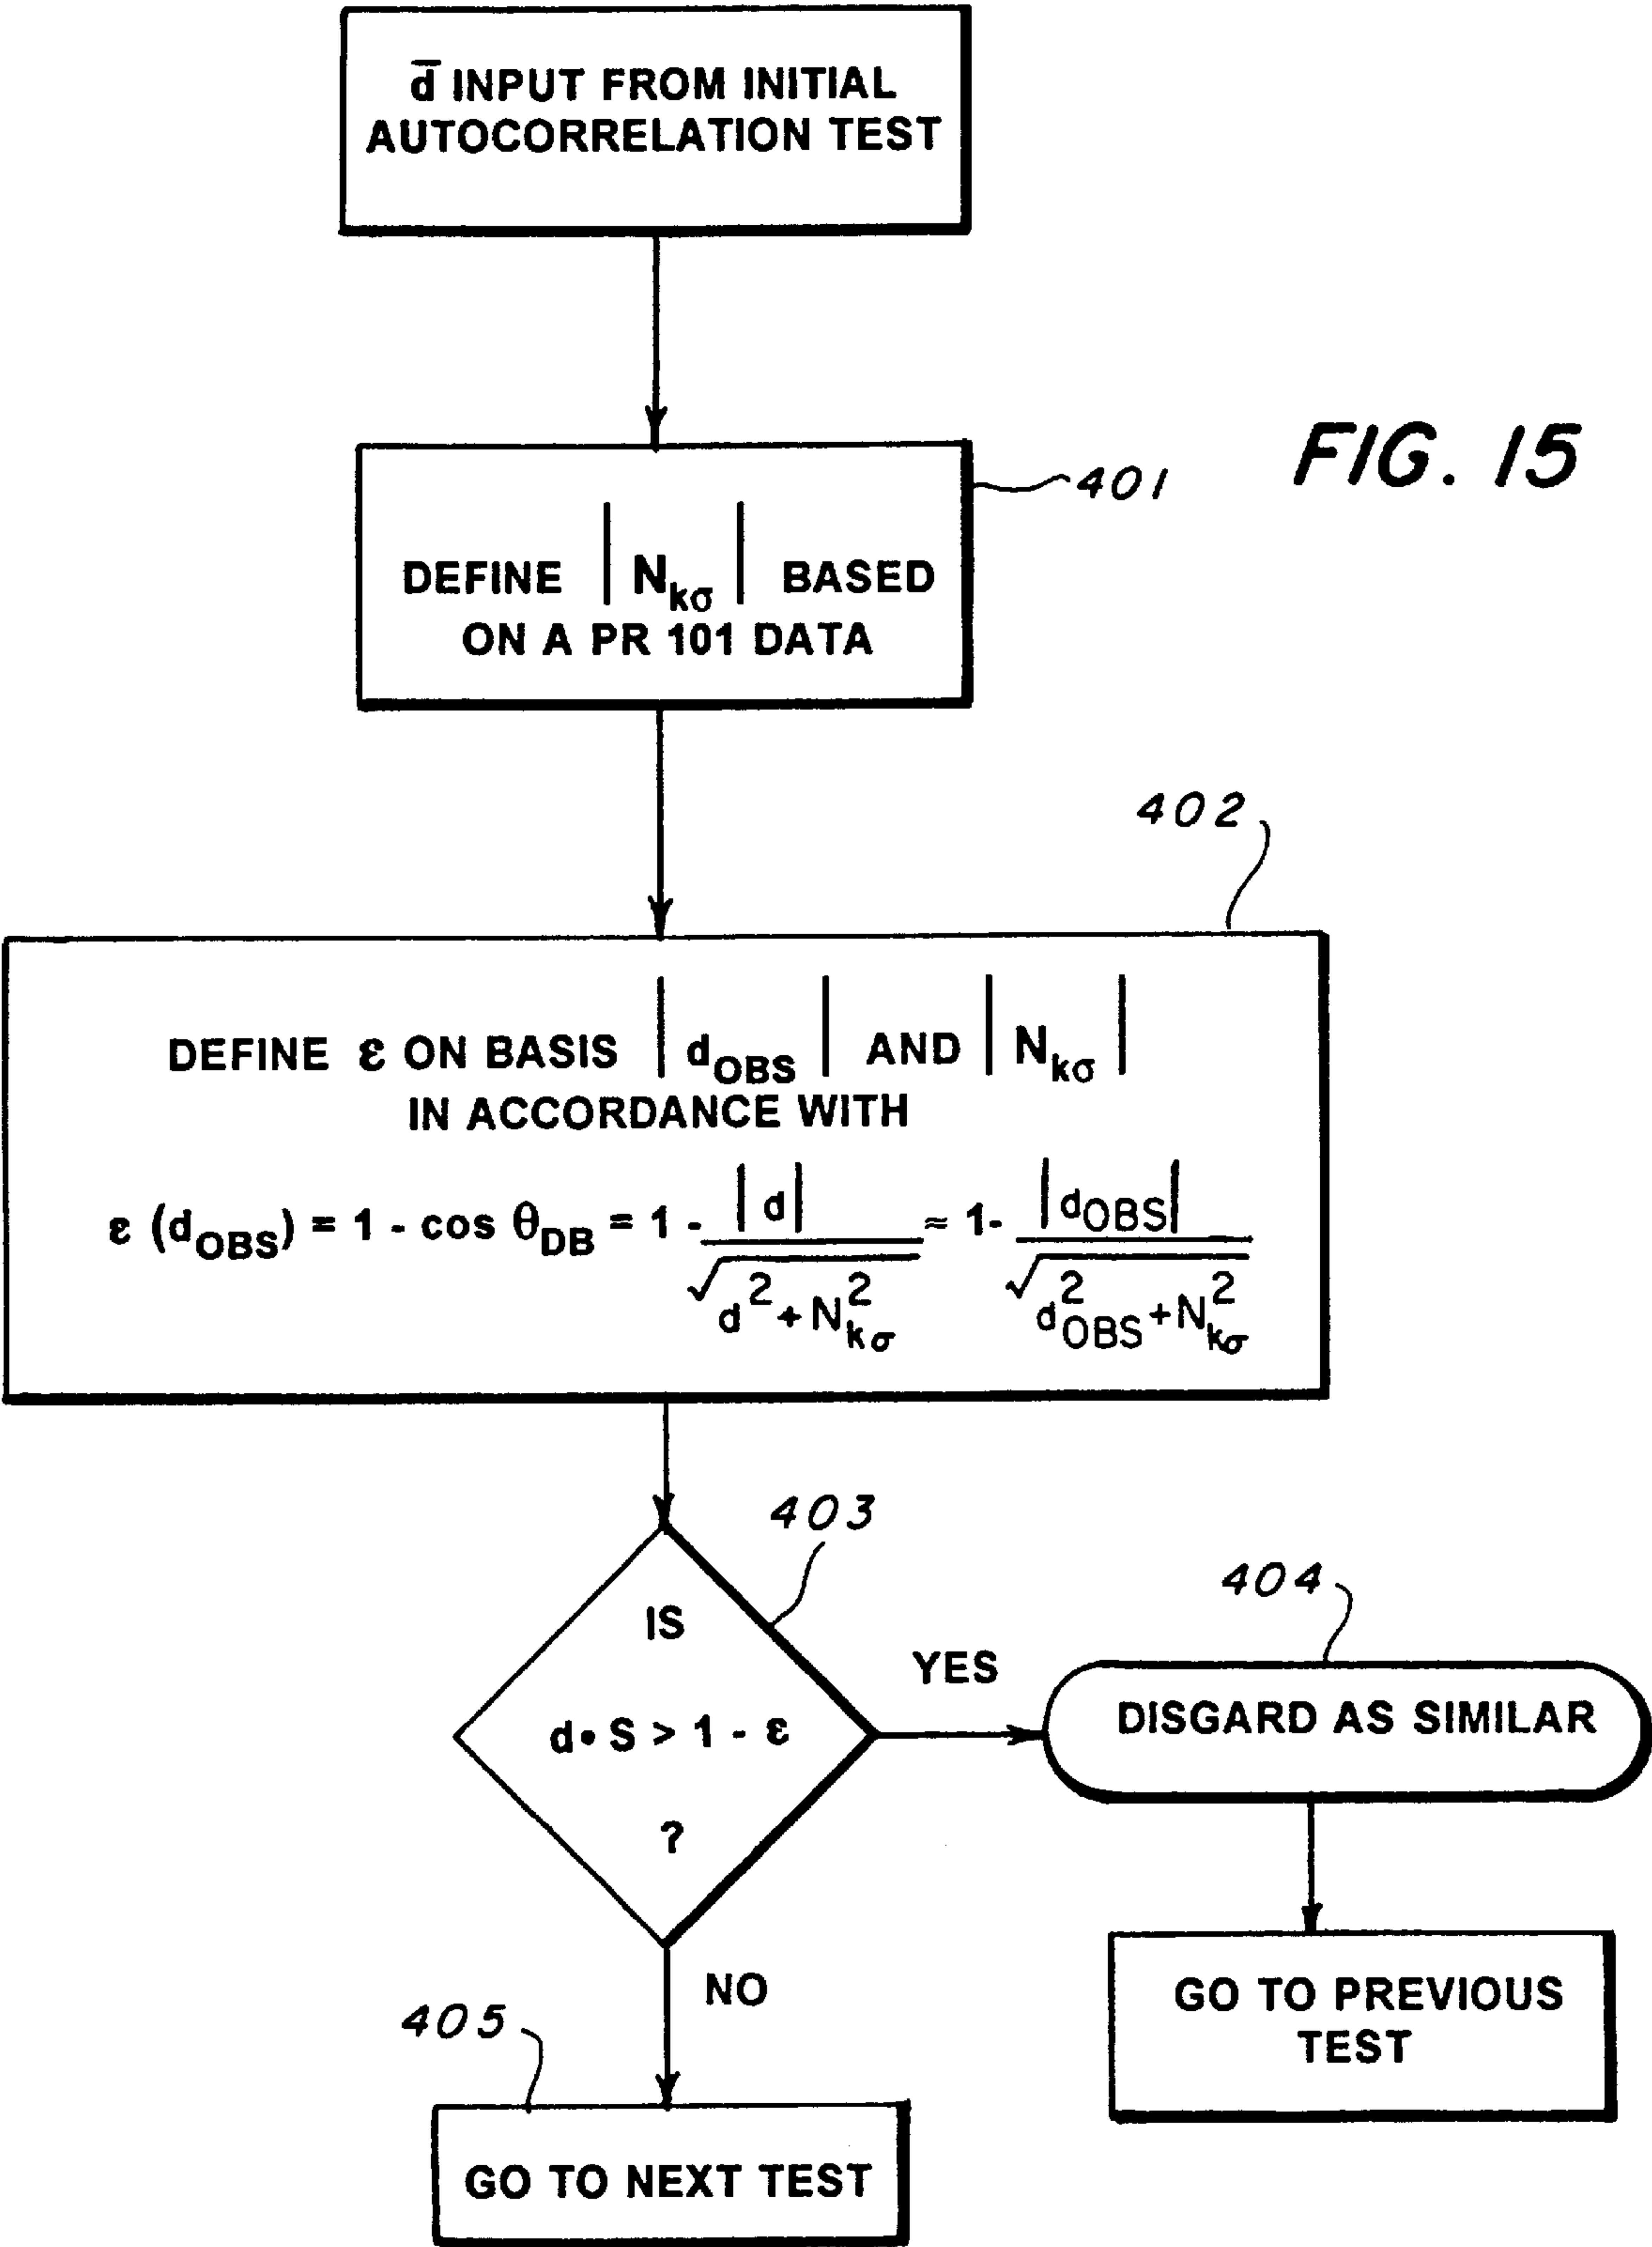 d̅ INPUT FROM INITIAL
AUTOCORRELATION TEST
FIG. 15
401
DEFINE | Nkσ | BASED
ON A PR 101 DATA
402
DEFINE ε ON BASIS | dOBS | AND | Nkσ |
IN ACCORDANCE WITH
ε (dOBS) = 1 - cos θDB = 1 - |d| / √(d² + N²kσ) ≈ 1 - |dOBS| / √(d²OBS + N²kσ)
403
IS
d • S > 1 - ε
?
YES
404
DISGARD AS SIMILAR
NO
GO TO PREVIOUS
TEST
405
GO TO NEXT TEST